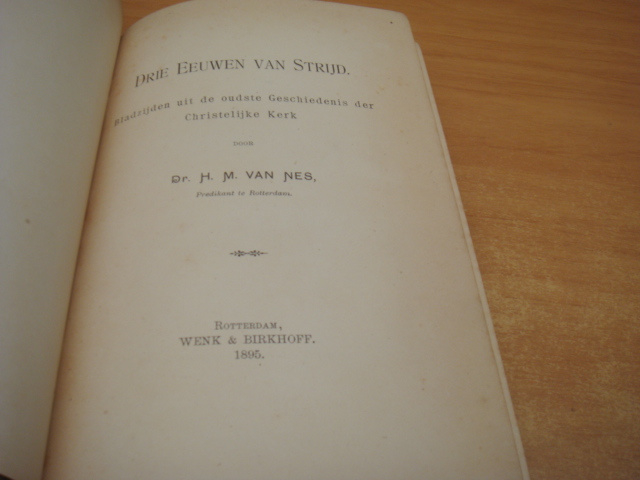 DRIE EEUWEN VAN STRIJD.
Bladzijden uit de oudste Geschiedenis der
Christelijke Kerk
DOOR
Dr. H. M. VAN NES,
Predikant te Rotterdam.
ROTTERDAM,
WENK & BIRKHOFF.
1895.